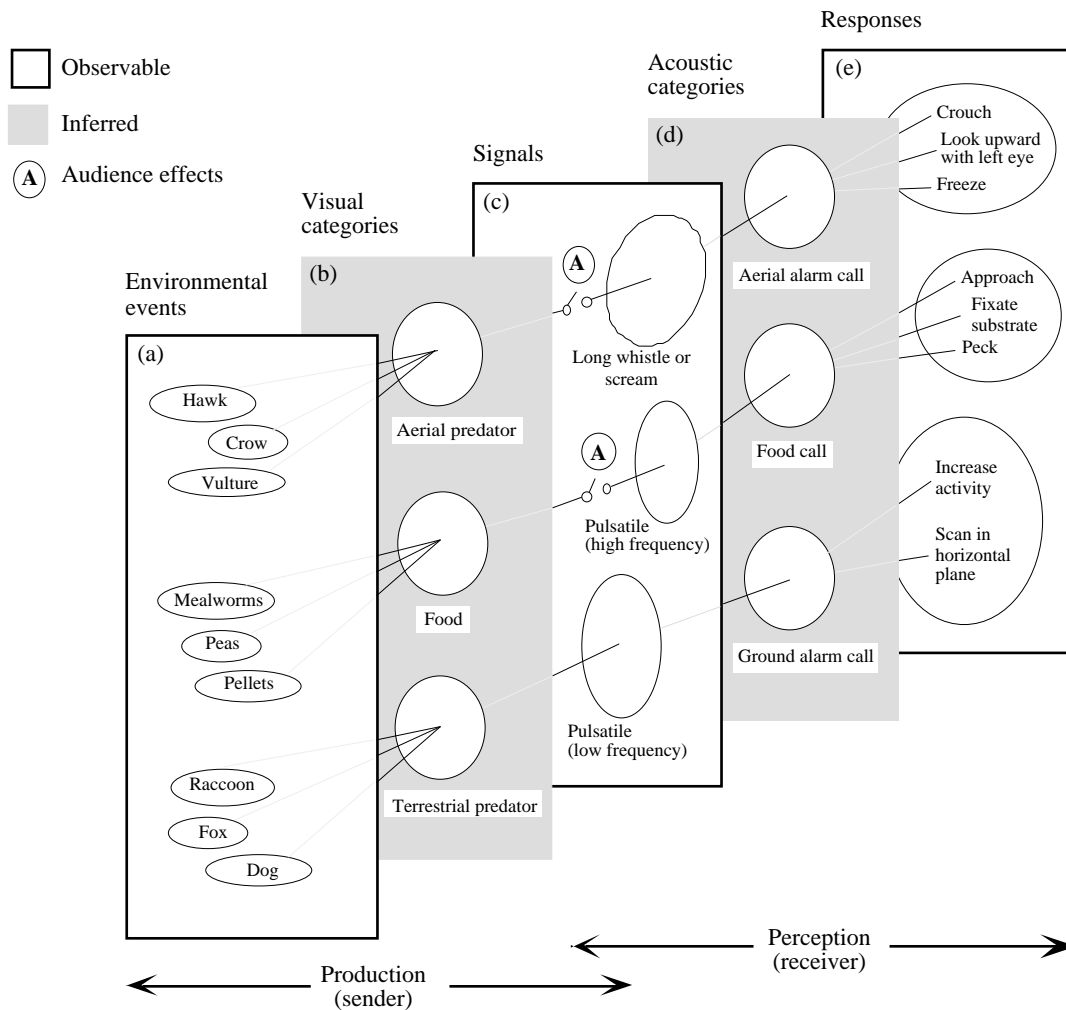 Observable
Inferred
A
Audience effects
Environmental
events
(a)
Hawk
Crow
Vulture
Mealworms
Peas
Pellets
Raccoon
Fox
Dog
Visual
categories
(b)
Aerial predator
Food
Terrestrial predator
Signals
(c)
A
Long whistle or
scream
A
Pulsatile
(high frequency)
Pulsatile
(low frequency)
Acoustic
categories
(d)
Aerial alarm call
Food call
Ground alarm call
Responses
(e)
Crouch
Look upward
with left eye
Freeze
Approach
Fixate
substrate
Peck
Increase
activity
Scan in
horizontal
plane
Production
(sender)
Perception
(receiver)